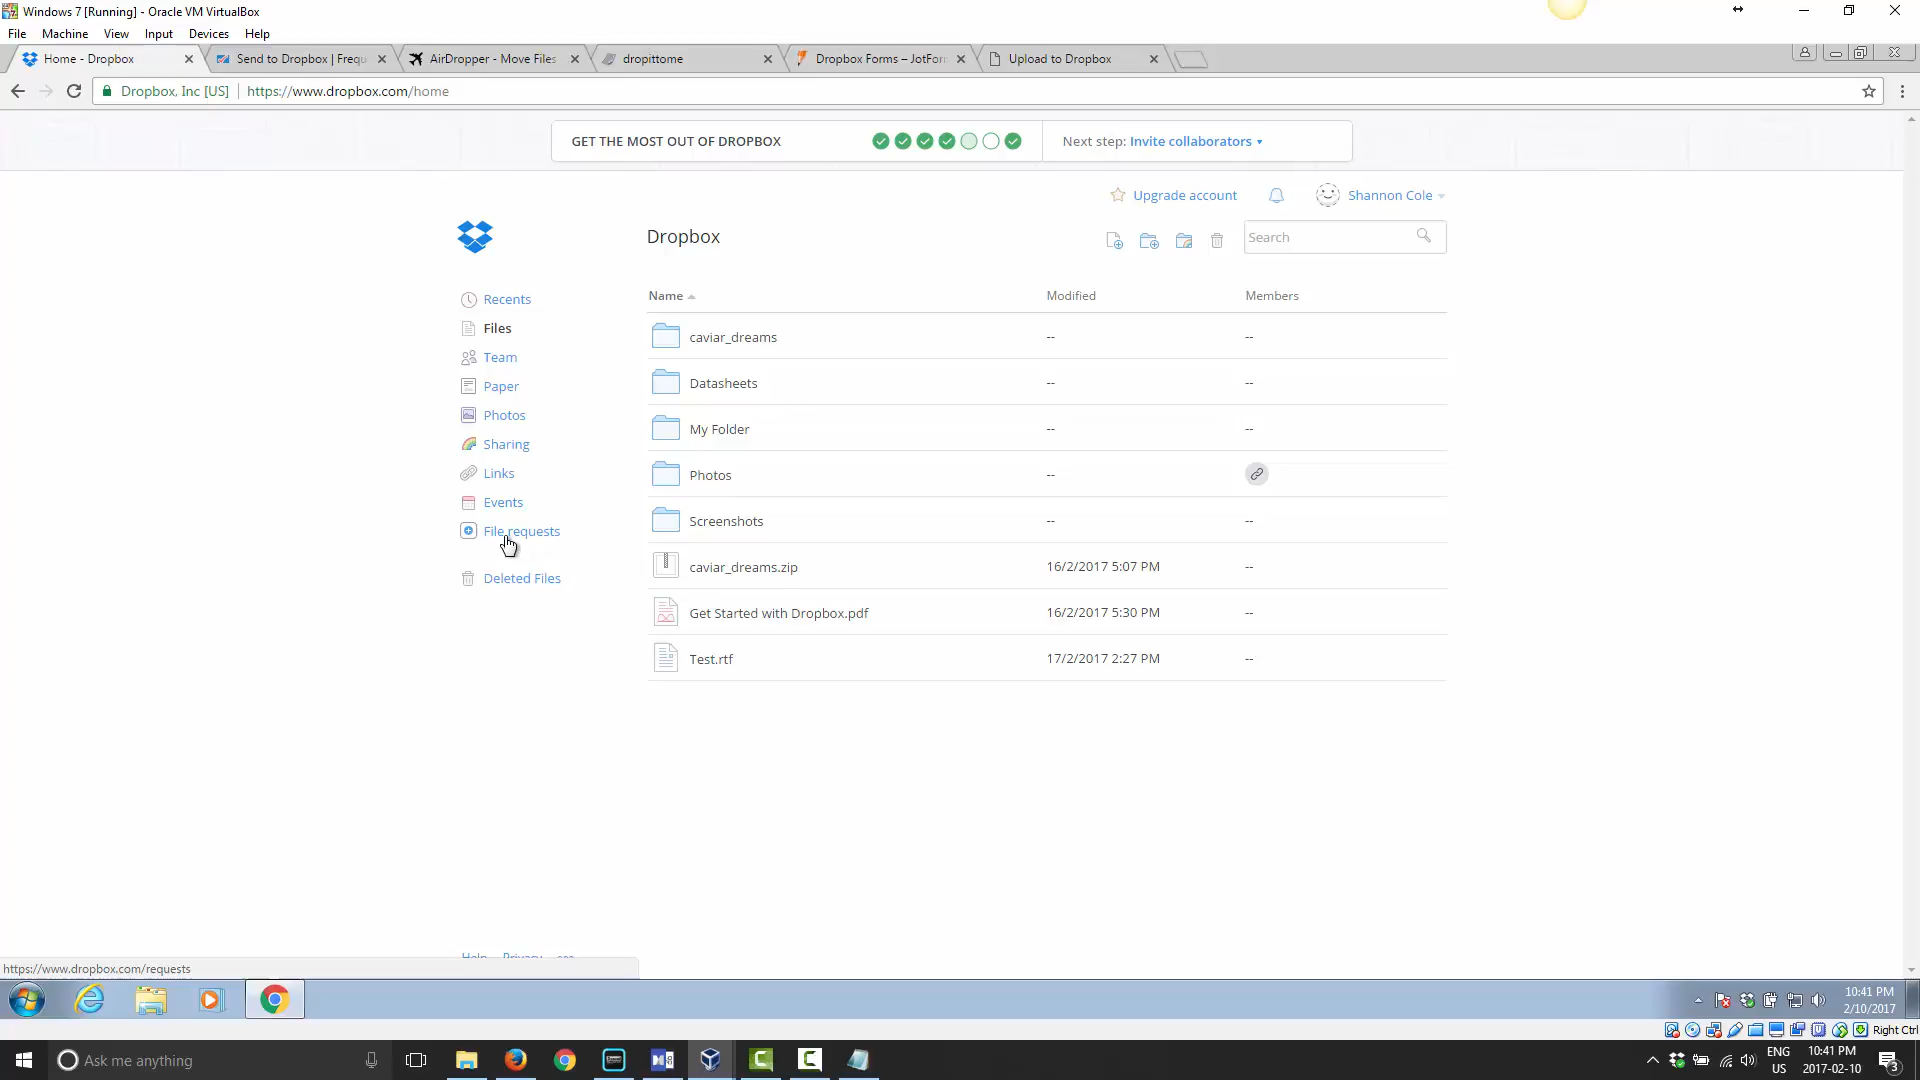 Windows 7 [Running] - Oracle VM VirtualBox
File Machine View Input Devices Help
Home - Dropbox
Send to Dropbox | Frequ
AirDropper - Move Files
dropittome
Dropbox Forms – JotForm
Upload to Dropbox
Dropbox, Inc [US] https://www.dropbox.com/home
GET THE MOST OUT OF DROPBOX
Next step: Invite collaborators
Upgrade account
Shannon Cole
Dropbox
Search
Recents
Files
Team
Paper
Photos
Sharing
Links
Events
File requests
Deleted Files
Name Modified Members
caviar_dreams -- --
Datasheets -- --
My Folder -- --
Photos --
Screenshots -- --
caviar_dreams.zip 16/2/2017 5:07 PM --
Get Started with Dropbox.pdf 16/2/2017 5:30 PM --
Test.rtf 17/2/2017 2:27 PM --
Help Privacy
https://www.dropbox.com/requests
10:41 PM
2/10/2017
Right Ctrl
Ask me anything
ENG
US
10:41 PM
2017-02-10
3